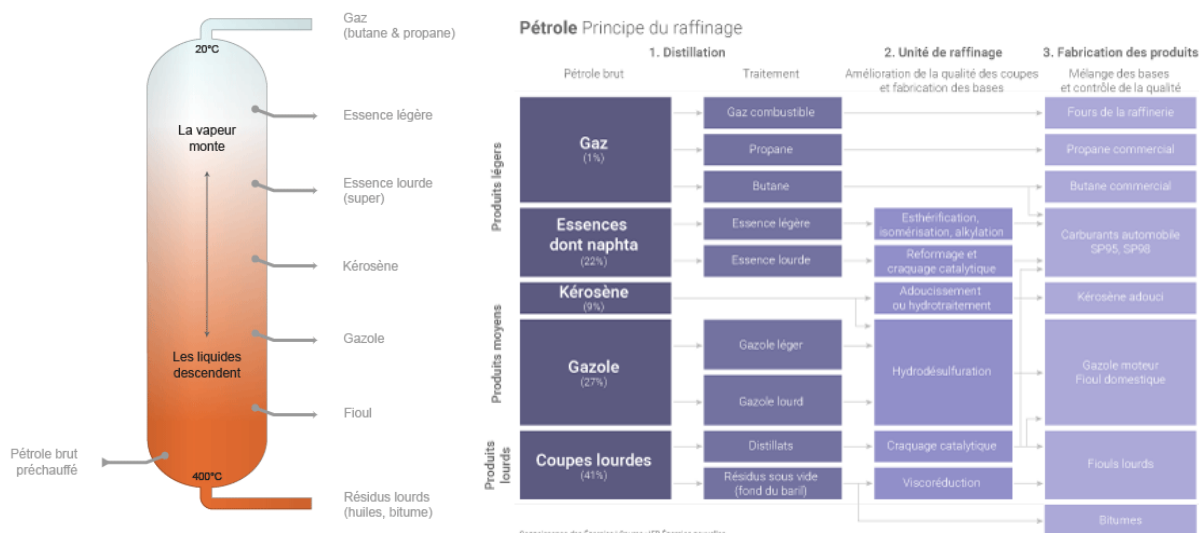 Gaz
(butane & propane)
20°C
Essence légère
La vapeur
monte
Essence lourde
(super)
Kérosène
Gazole
Les liquides
descendent
Fioul
Pétrole brut
préchauffé
400°C
Résidus lourds
(huiles, bitume)
Pétrole Principe du raffinage
1. Distillation
2. Unité de raffinage
3. Fabrication des produits
Pétrole brut
Traitement
Amélioration de la qualité des coupes
et fabrication des bases
Mélange des bases
et contrôle de la qualité
Produits légers
Gaz
(1%)
Gaz combustible
Fours de la raffinerie
Propane
Propane commercial
Butane
Butane commercial
Essences
dont naphta
(22%)
Essence légère
Esthérification,
isomérisation, alkylation
Carburants automobile
SP95, SP98
Essence lourde
Reformage et
craquage catalytique
Produits moyens
Kérosène
(9%)
Adoucissement
ou hydrotraitement
Kérosène adouci
Gazole
(27%)
Gazole léger
Hydrodésulfuration
Gazole moteur
Fioul domestique
Gazole lourd
Produits
lourds
Coupes lourdes
(41%)
Distillats
Craquage catalytique
Fiouls lourds
Résidus sous vide
(fond du baril)
Viscoréduction
Bitumes